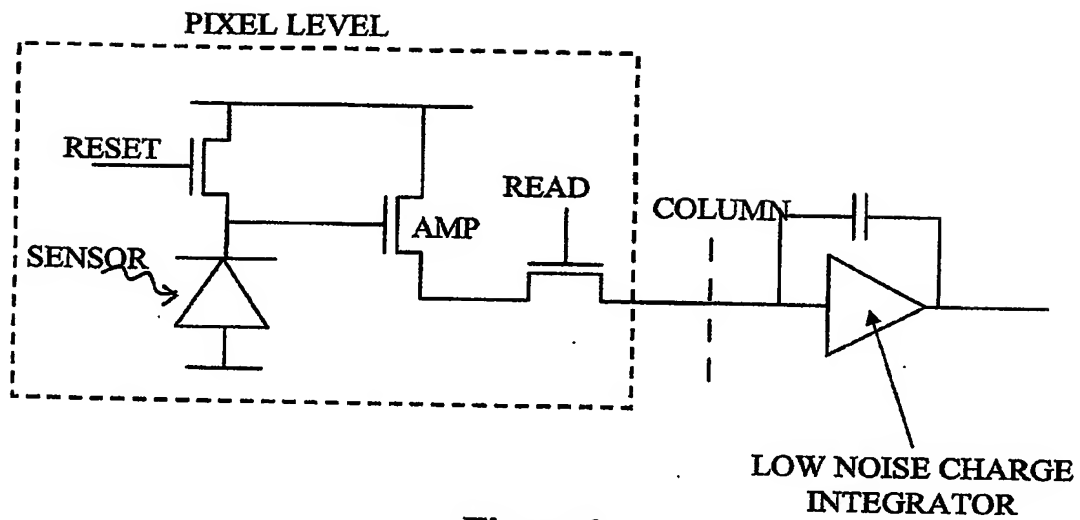 PIXEL LEVEL
RESET
READ
AMP
COLUMN
SENSOR
LOW NOISE CHARGE
INTEGRATOR